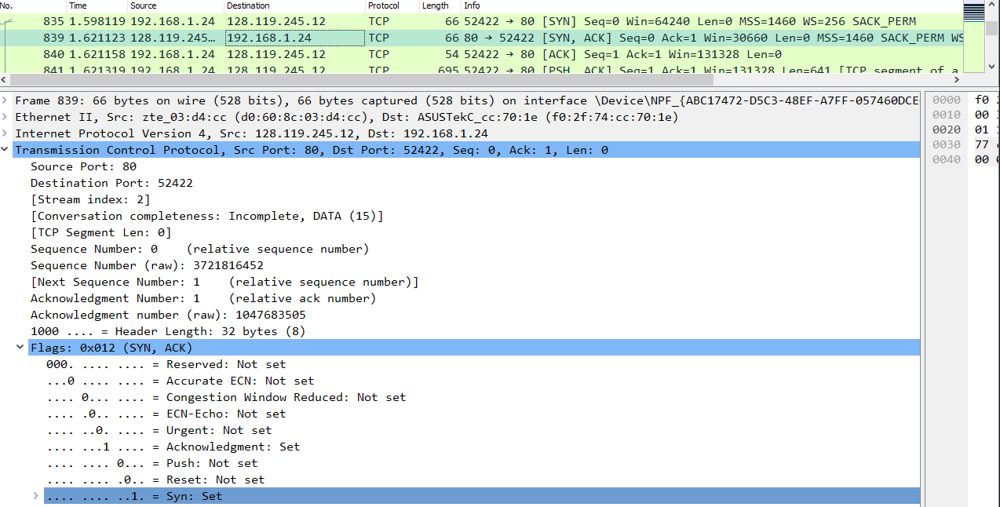 No. Time Source Destination Protocol Length Info
835 1.598119 192.168.1.24 128.119.245.12 TCP 66 52422 → 80 [SYN] Seq=0 Win=64240 Len=0 MSS=1460 WS=256 SACK_PERM
839 1.621123 128.119.245… 192.168.1.24 TCP 66 80 → 52422 [SYN, ACK] Seq=0 Ack=1 Win=30660 Len=0 MSS=1460 SACK_PERM WS
840 1.621158 192.168.1.24 128.119.245.12 TCP 54 52422 → 80 [ACK] Seq=1 Ack=1 Win=131328 Len=0
841 1.621319 192.168.1.24 128.119.245.12 TCP 695 52422 → 80 [PSH, ACK] Seq=1 Ack=1 Win=131328 Len=641 [TCP segment of a
Frame 839: 66 bytes on wire (528 bits), 66 bytes captured (528 bits) on interface \Device\NPF_{ABC17472-D5C3-48EF-A7FF-057460DCE
Ethernet II, Src: zte_03:d4:cc (d0:60:8c:03:d4:cc), Dst: ASUSTekC_cc:70:1e (f0:2f:74:cc:70:1e)
Internet Protocol Version 4, Src: 128.119.245.12, Dst: 192.168.1.24
Transmission Control Protocol, Src Port: 80, Dst Port: 52422, Seq: 0, Ack: 1, Len: 0
Source Port: 80
Destination Port: 52422
[Stream index: 2]
[Conversation completeness: Incomplete, DATA (15)]
[TCP Segment Len: 0]
Sequence Number: 0 (relative sequence number)
Sequence Number (raw): 3721816452
[Next Sequence Number: 1 (relative sequence number)]
Acknowledgment Number: 1 (relative ack number)
Acknowledgment number (raw): 1047683505
1000 .... = Header Length: 32 bytes (8)
Flags: 0x012 (SYN, ACK)
000. .... .... = Reserved: Not set
...0 .... .... = Accurate ECN: Not set
.... 0... .... = Congestion Window Reduced: Not set
.... .0.. .... = ECN-Echo: Not set
.... ..0. .... = Urgent: Not set
.... ...1 .... = Acknowledgment: Set
.... .... 0... = Push: Not set
.... .... .0.. = Reset: Not set
.... .... ..1. = Syn: Set
0000 f0
0010 00
0020 01
0030 77
0040 00